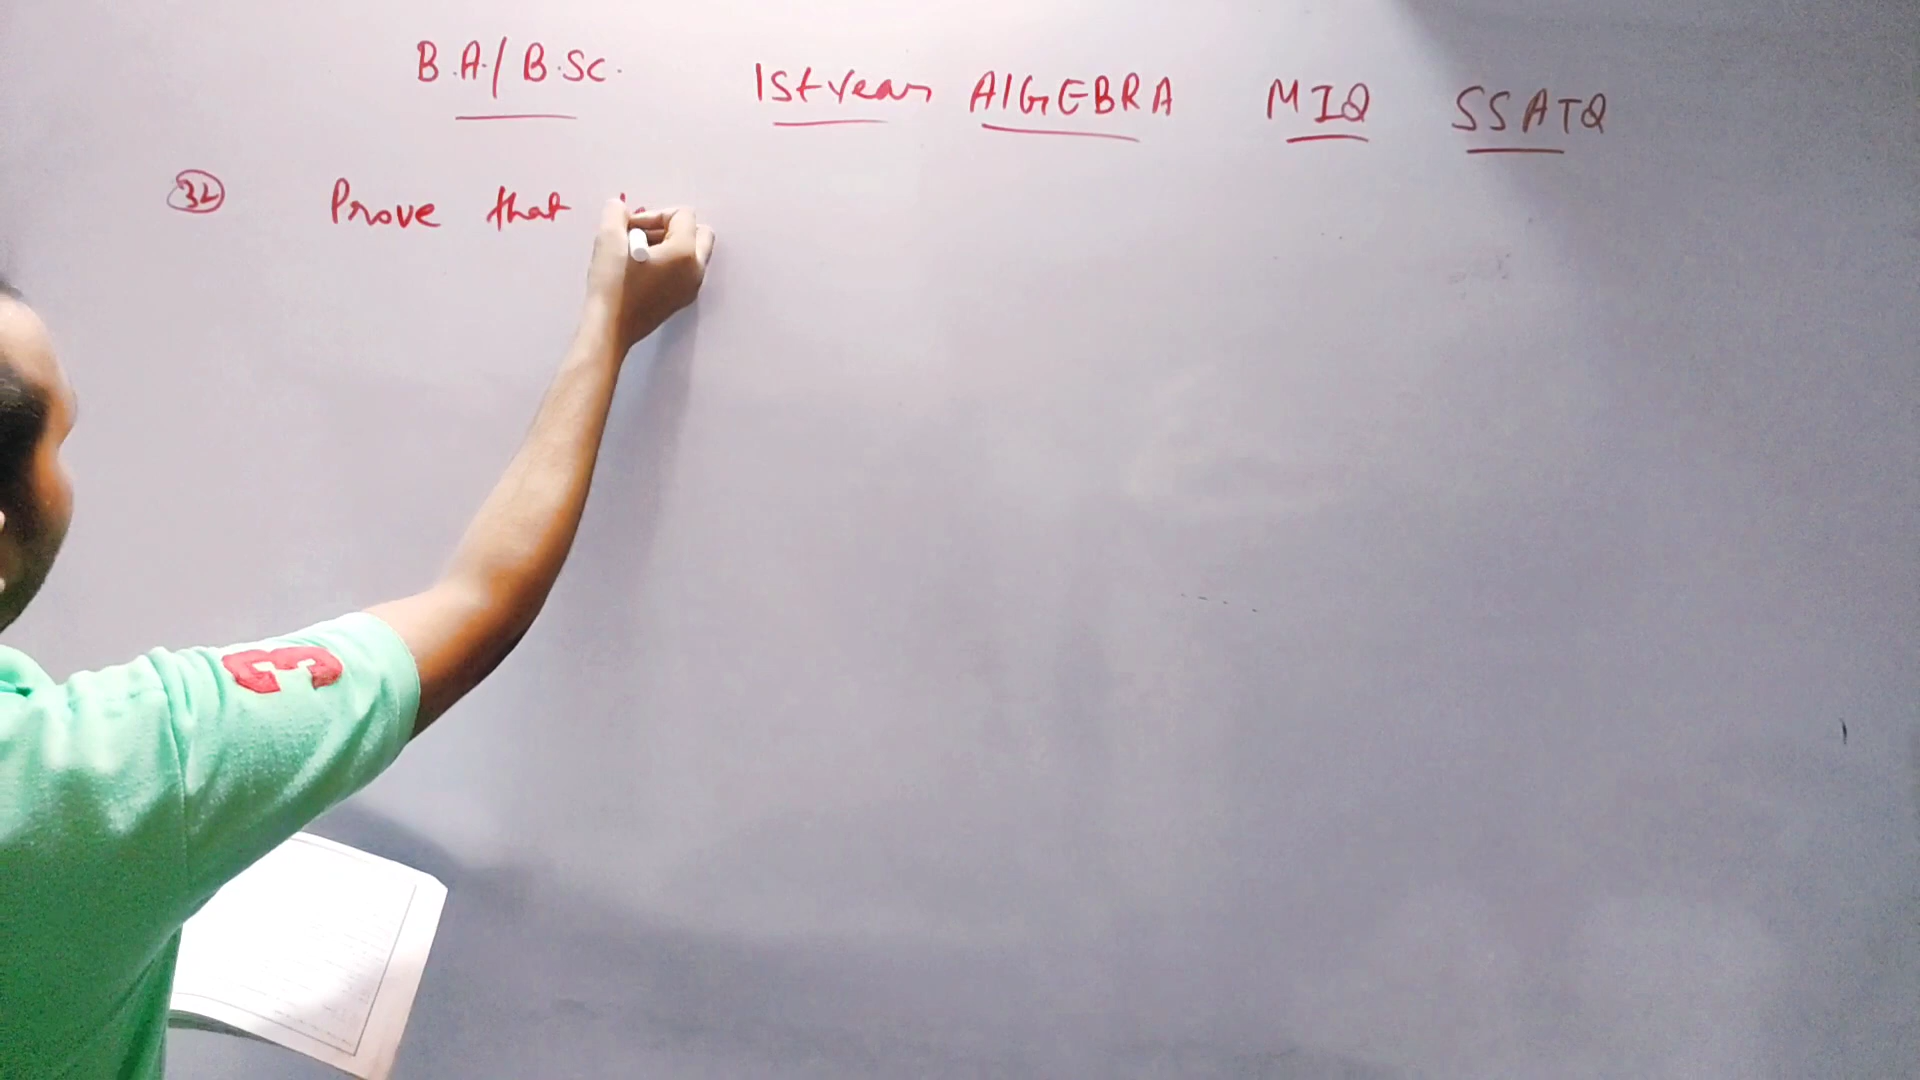 B.A./B.Sc. 1st year AlGEBRA MIQ SSATQ
32 Prove that